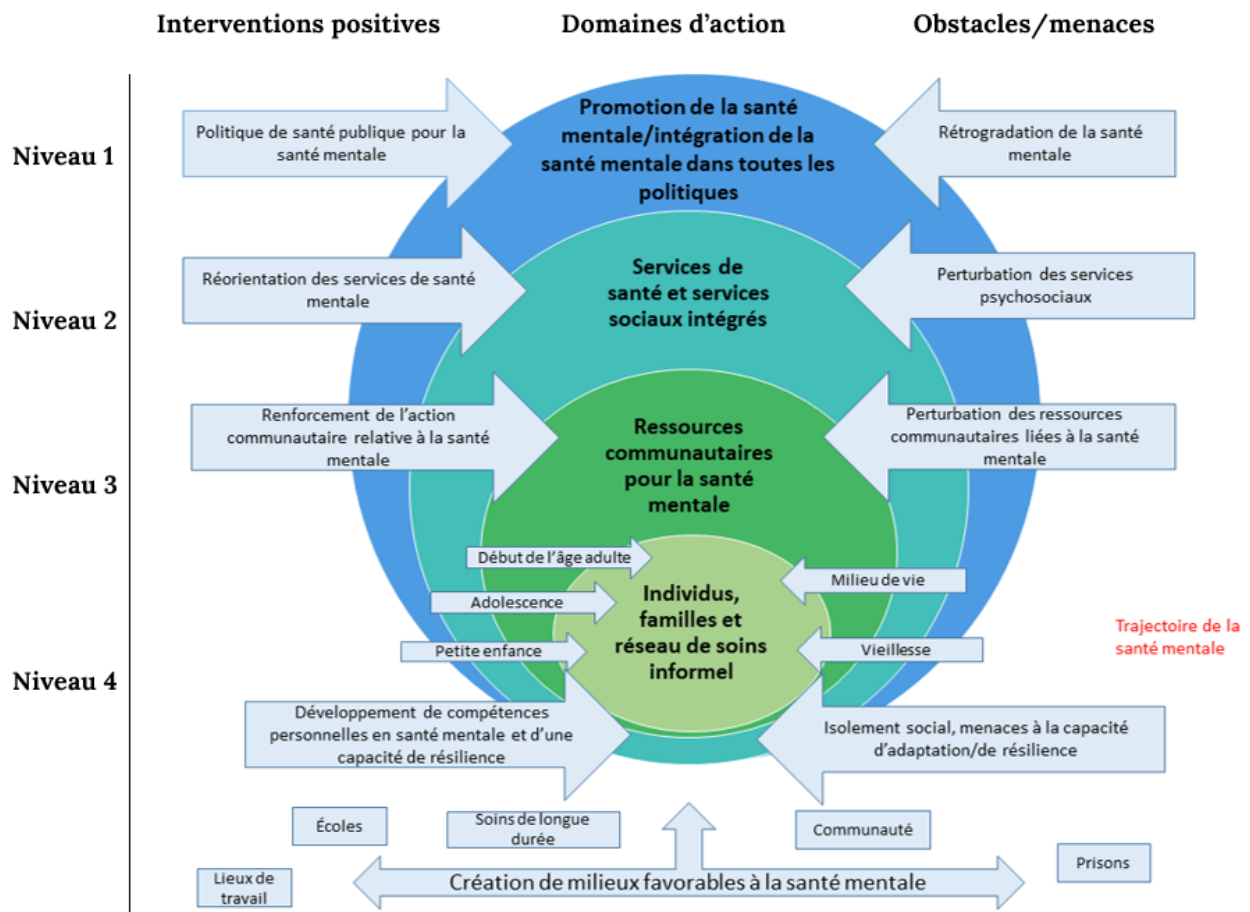 Interventions positives
Domaines d’action
Obstacles/menaces
Niveau 1
Politique de santé publique pour la
santé mentale
Promotion de la santé
mentale/intégration de la
santé mentale dans toutes les
politiques
Rétrogradation de la santé
mentale
Niveau 2
Réorientation des services de santé
mentale
Services de
santé et services
sociaux intégrés
Perturbation des services
psychosociaux
Niveau 3
Renforcement de l’action
communautaire relative à la santé
mentale
Ressources
communautaires
pour la santé
mentale
Perturbation des ressources
communautaires liées à la santé
mentale
Niveau 4
Début de l’âge adulte
Adolescence
Petite enfance
Individus,
familles et
réseau de soins
informel
Milieu de vie
Vieillesse
Trajectoire de la
santé mentale
Développement de compétences
personnelles en santé mentale et d’une
capacité de résilience
Isolement social, menaces à la capacité
d’adaptation/de résilience
Écoles
Soins de longue
durée
Communauté
Prisons
Lieux de
travail
Création de milieux favorables à la santé mentale